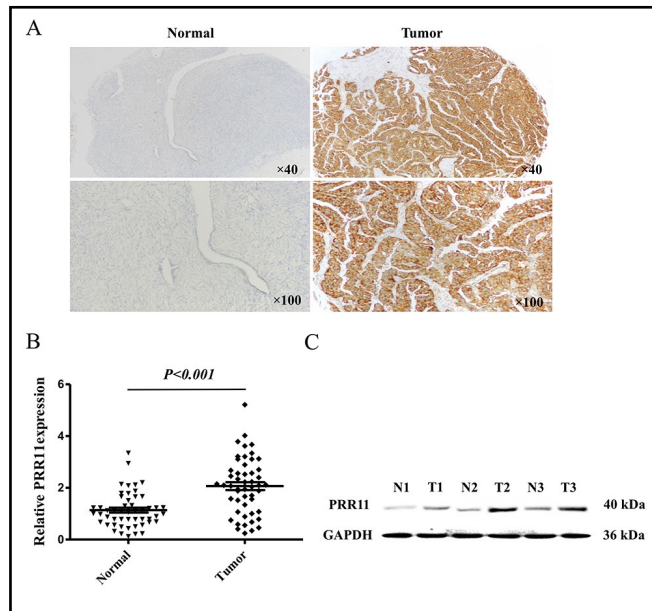 A
Normal
Tumor
×40
×40
×100
×100
B
P<0.001
Relative PRR11expression
6
4
2
0
Normal
Tumor
C
N1 T1 N2 T2 N3 T3
PRR11 40 kDa
GAPDH 36 kDa